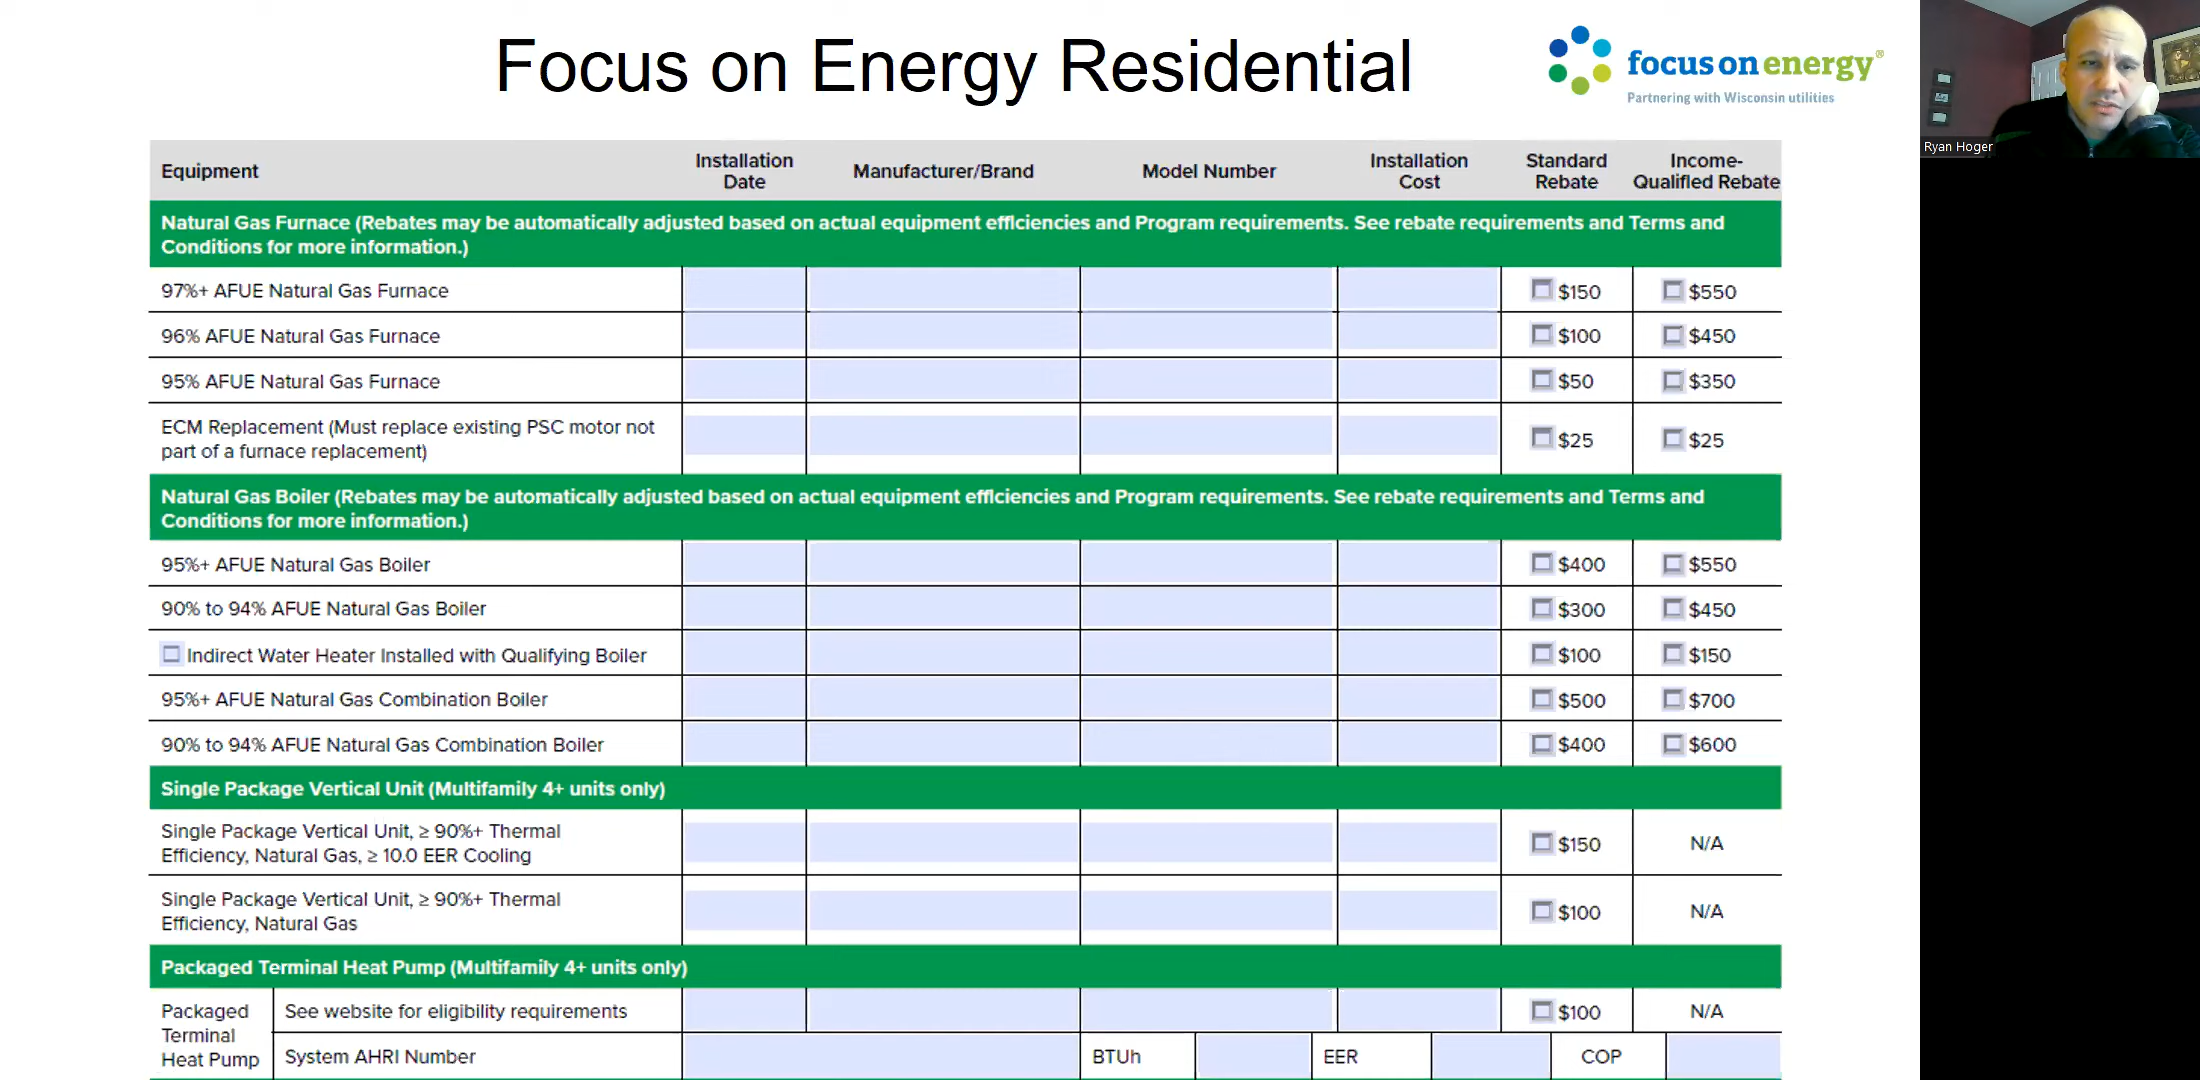 Focus on Energy Residential
focus on energy®
Partnering with Wisconsin utilities
Ryan Hoger
Equipment
Installation
Date
Manufacturer/Brand
Model Number
Installation
Cost
Standard
Rebate
Income-
Qualified Rebate
Natural Gas Furnace (Rebates may be automatically adjusted based on actual equipment efficiencies and Program requirements. See rebate requirements and Terms and
Conditions for more information.)
97%+ AFUE Natural Gas Furnace
$150
$550
96% AFUE Natural Gas Furnace
$100
$450
95% AFUE Natural Gas Furnace
$50
$350
ECM Replacement (Must replace existing PSC motor not
part of a furnace replacement)
$25
$25
Natural Gas Boiler (Rebates may be automatically adjusted based on actual equipment efficiencies and Program requirements. See rebate requirements and Terms and
Conditions for more information.)
95%+ AFUE Natural Gas Boiler
$400
$550
90% to 94% AFUE Natural Gas Boiler
$300
$450
Indirect Water Heater Installed with Qualifying Boiler
$100
$150
95%+ AFUE Natural Gas Combination Boiler
$500
$700
90% to 94% AFUE Natural Gas Combination Boiler
$400
$600
Single Package Vertical Unit (Multifamily 4+ units only)
Single Package Vertical Unit, ≥ 90%+ Thermal
Efficiency, Natural Gas, ≥ 10.0 EER Cooling
$150
N/A
Single Package Vertical Unit, ≥ 90%+ Thermal
Efficiency, Natural Gas
$100
N/A
Packaged Terminal Heat Pump (Multifamily 4+ units only)
Packaged
Terminal
Heat Pump
See website for eligibility requirements
$100
N/A
System AHRI Number
BTUh
EER
COP